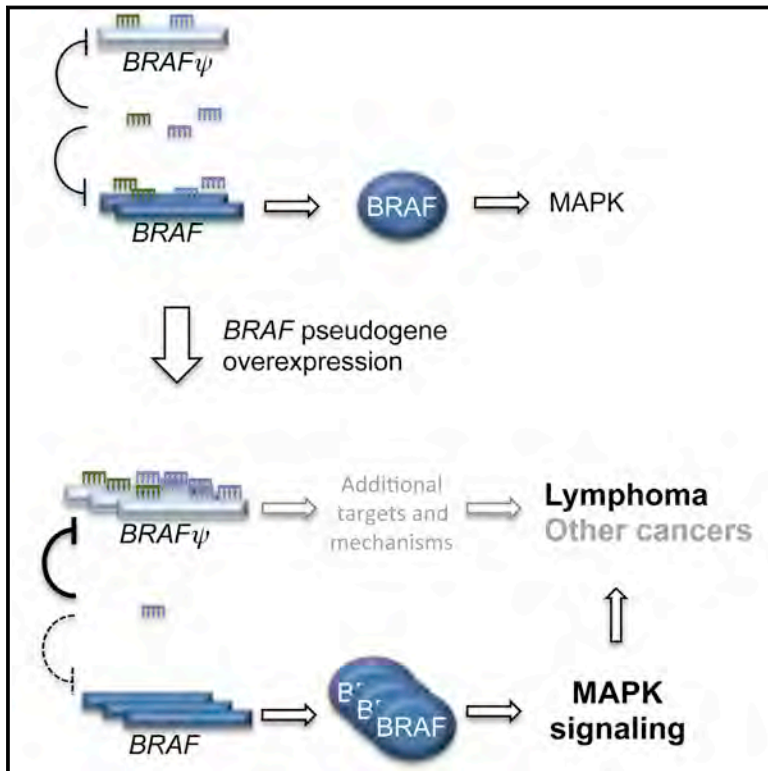 BRAFψ
BRAF
BRAF
MAPK
BRAF pseudogene
overexpression
BRAFψ
Additional
targets and
mechanisms
Lymphoma
Other cancers
BRAF
B
B
BRAF
MAPK
signaling